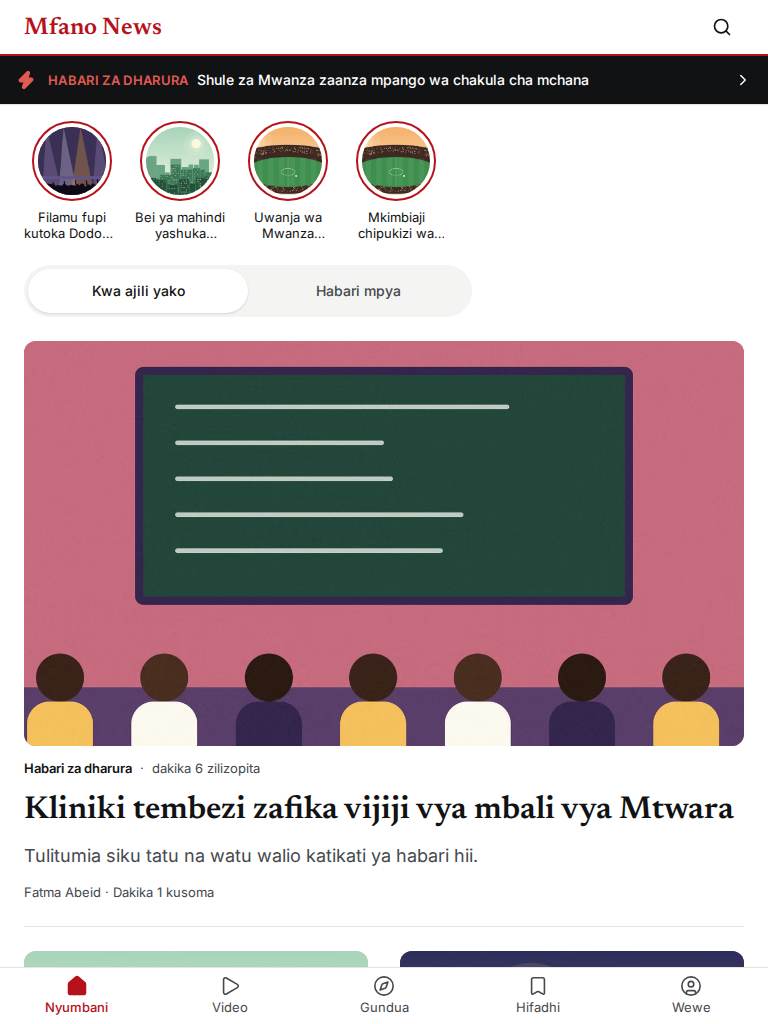 Mfano News
HABARI ZA DHARURA Shule za Mwanza zaanza mpango wa chakula cha mchana
Filamu fupi
kutoka Dodo...
Bei ya mahindi
yashuka...
Uwanja wa
Mwanza...
Mkimbiaji
chipukizi wa...
Kwa ajili yako
Habari mpya
Habari za dharura · dakika 6 zilizopita
Kliniki tembezi zafika vijiji vya mbali vya Mtwara
Tulitumia siku tatu na watu walio katikati ya habari hii.
Fatma Abeid · Dakika 1 kusoma
Nyumbani
Video
Gundua
Hifadhi
Wewe